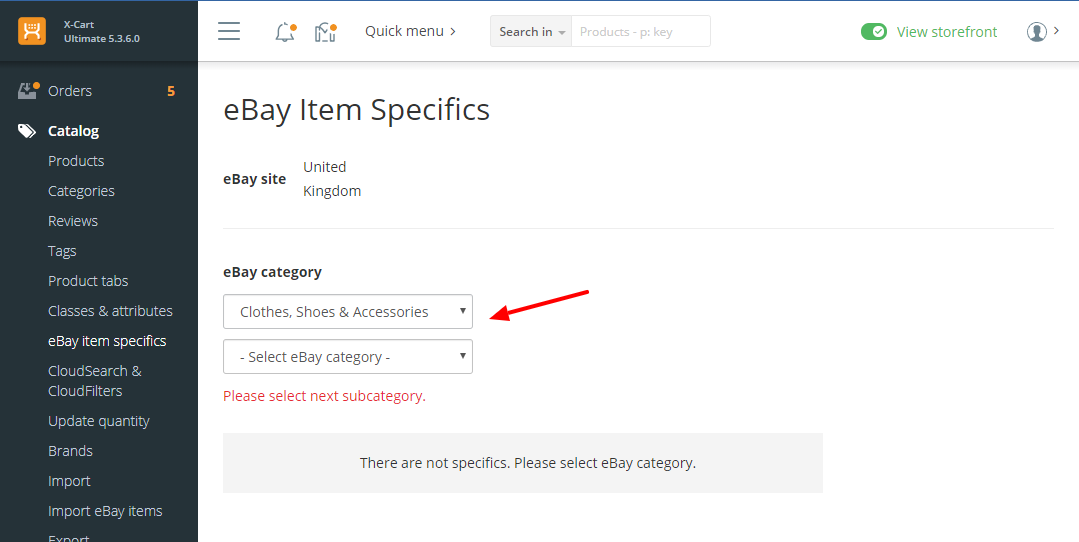 X-Cart
Ultimate 5.3.6.0
Quick menu
Search in
Products - p: key
View storefront
Orders
5
Catalog
Products
Categories
Reviews
Tags
Product tabs
Classes & attributes
eBay item specifics
CloudSearch &
CloudFilters
Update quantity
Brands
Import
Import eBay items
Export
eBay Item Specifics
eBay site
United
Kingdom
eBay category
Clothes, Shoes & Accessories
- Select eBay category -
Please select next subcategory.
There are not specifics. Please select eBay category.